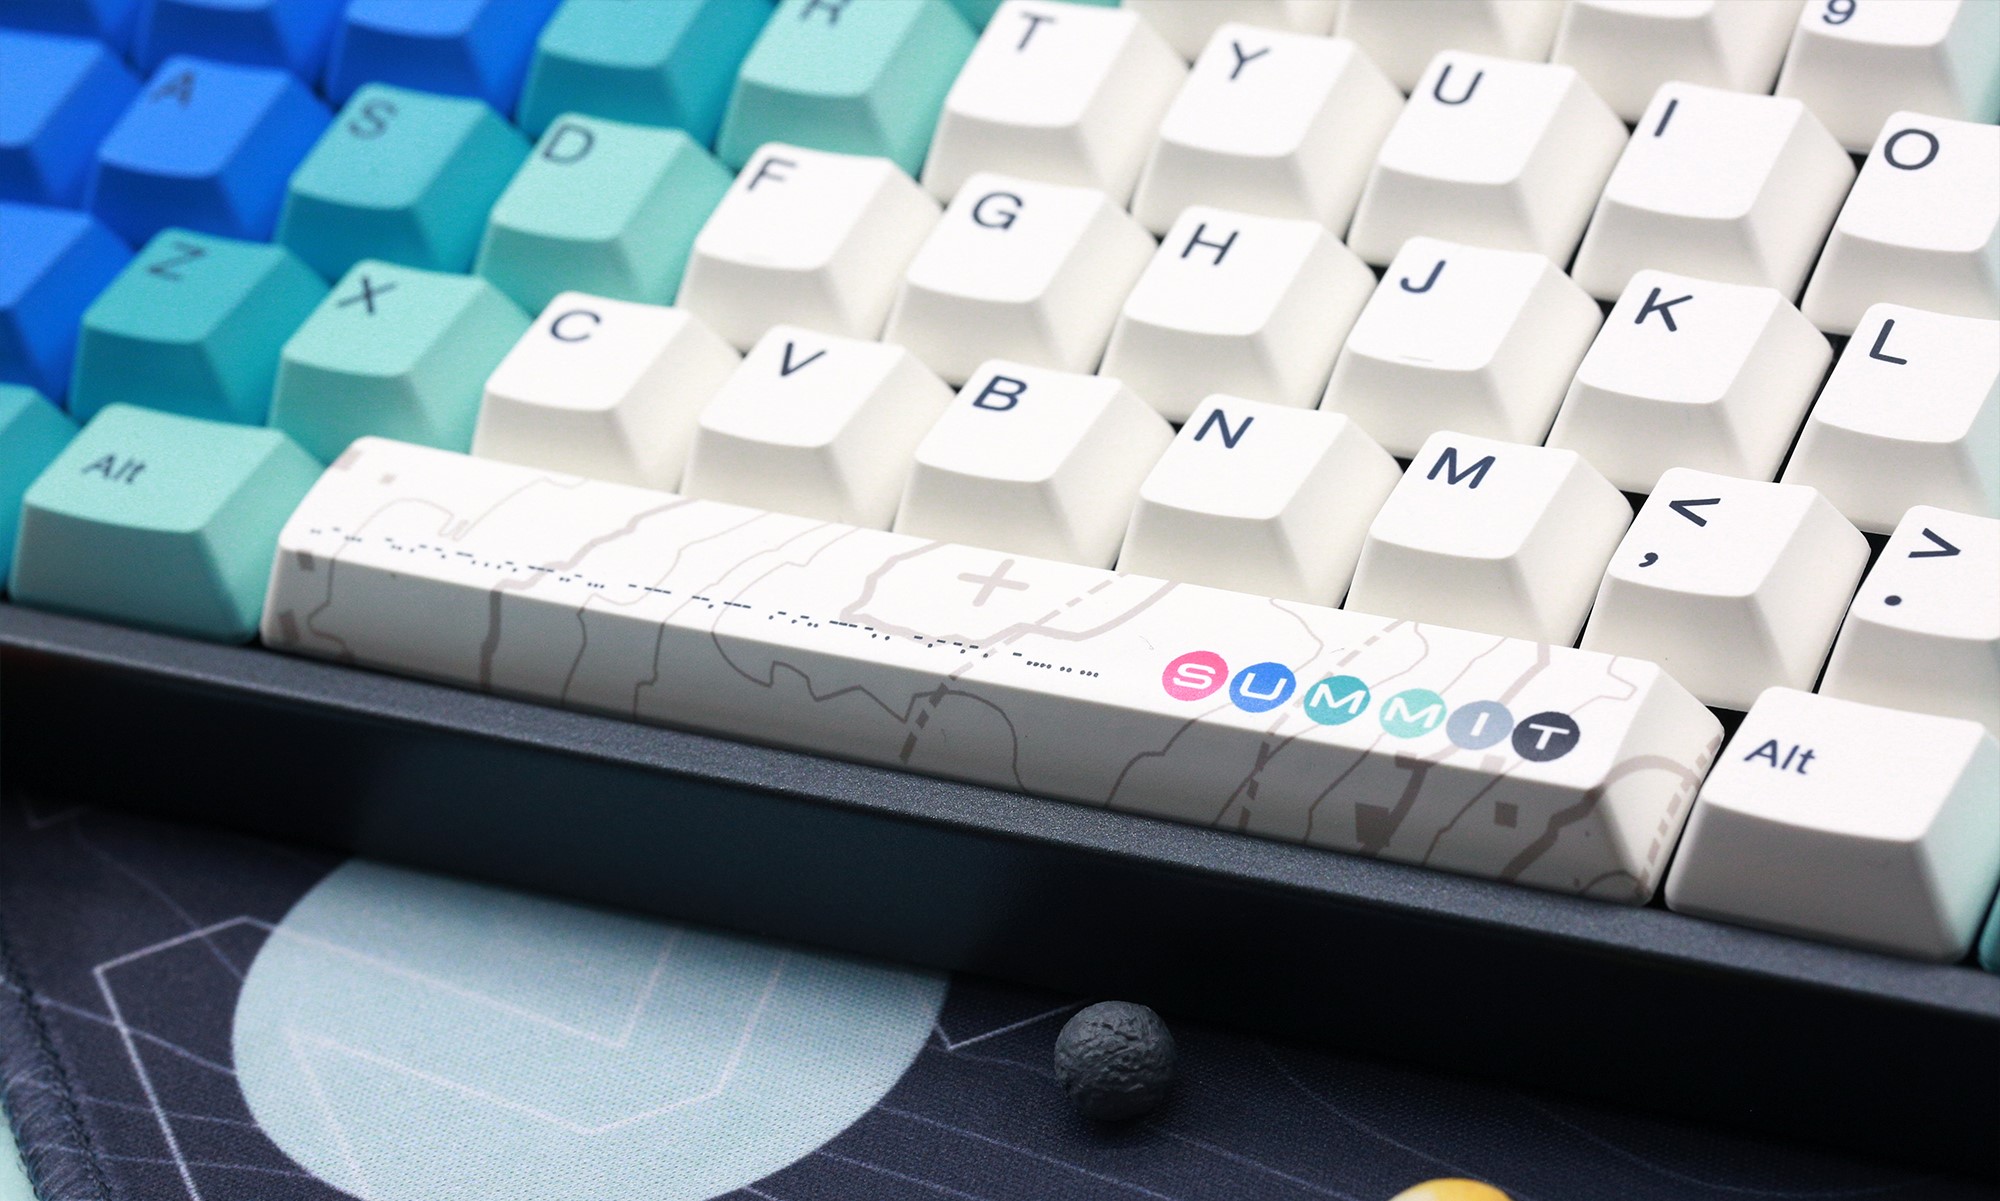 9
R T Y U I O
A S D F G H J K L
Z X C V B N M < , > .
Alt SUMMIT Alt